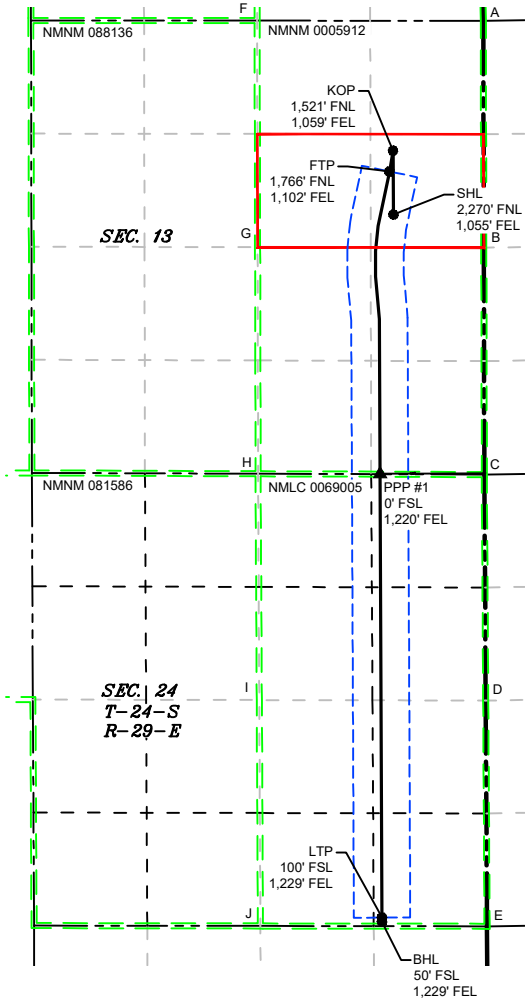 F
A
NMNM 088136
NMNM 0005912
KOP
1,521' FNL
1,059' FEL
FTP
1,766' FNL
1,102' FEL
SHL
2,270' FNL
1,055' FEL
SEC. 13
G
B
H
C
NMNM 081586
NMLC 0069005
PPP #1
0' FSL
1,220' FEL
SEC. 24
T-24-S
R-29-E
I
D
LTP
100' FSL
1,229' FEL
J
E
BHL
50' FSL
1,229' FEL